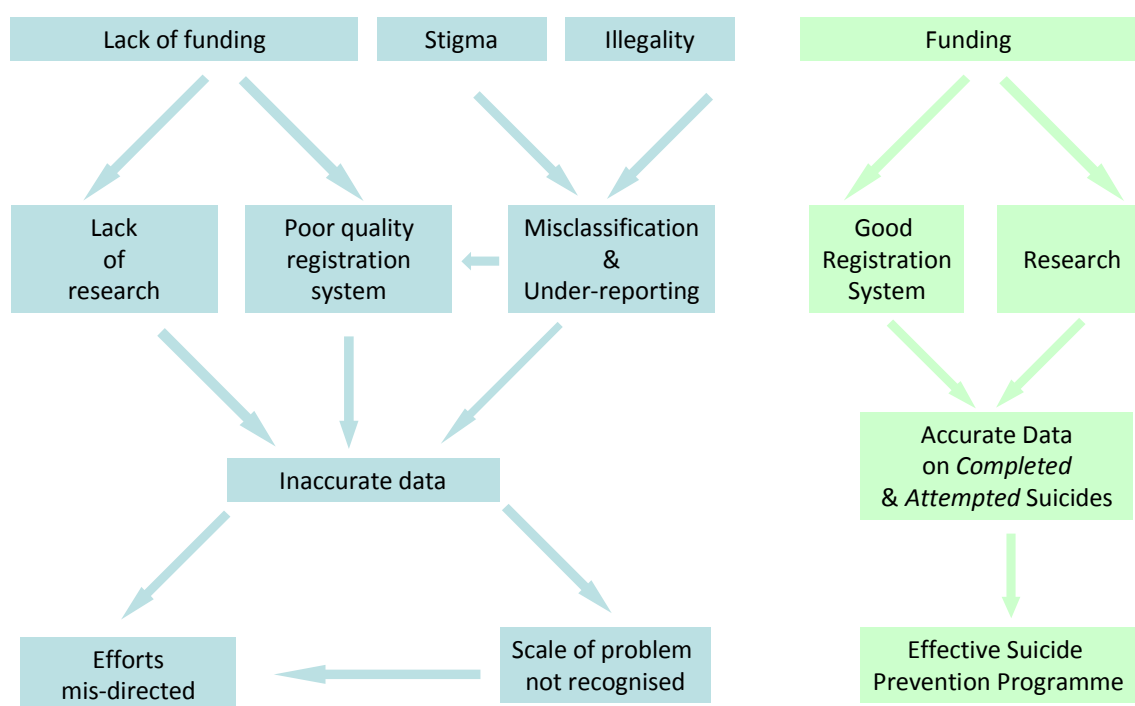 Lack of funding
Stigma
Illegality
Funding
Lack
of
research
Poor quality
registration
system
Misclassification
&
Under-reporting
Good
Registration
System
Research
Accurate Data
on Completed
& Attempted Suicides
Inaccurate data
Efforts
mis-directed
Scale of problem
not recognised
Effective Suicide
Prevention Programme